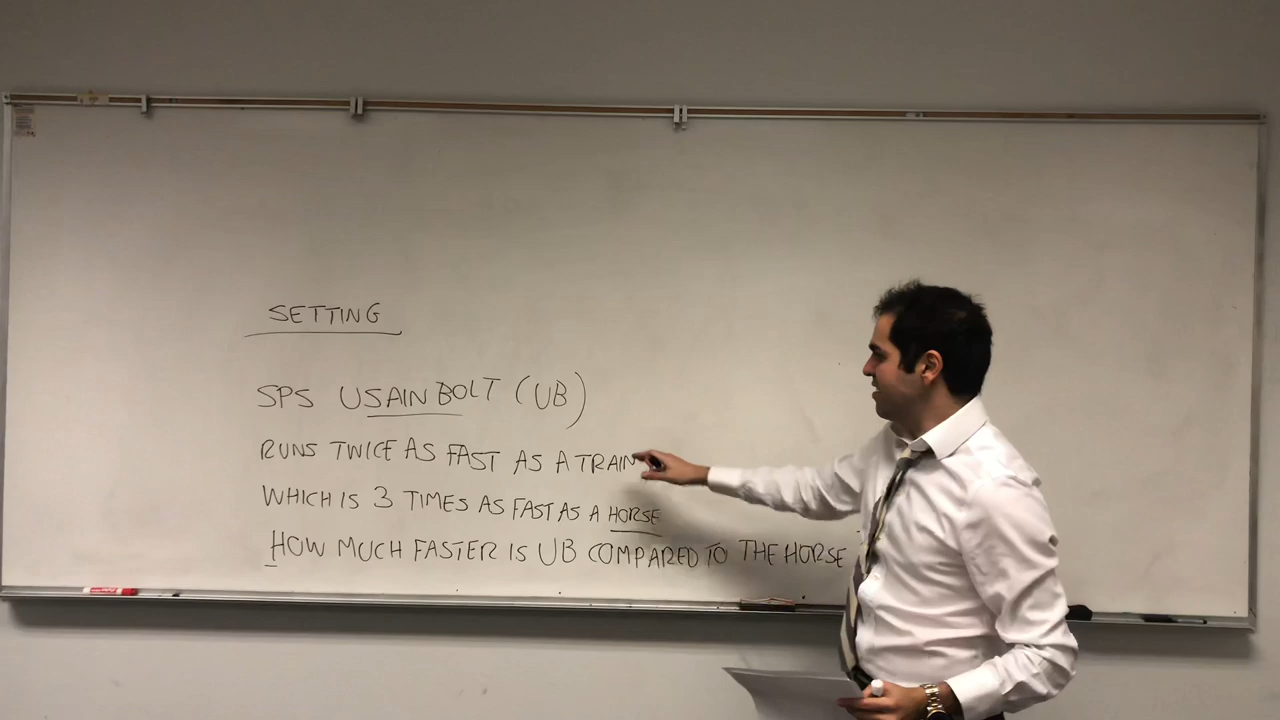 SETTING
SPS USAIN BOLT (UB)
RUNS TWICE AS FAST AS A TRAIN
WHICH IS 3 TIMES AS FAST AS A HORSE
HOW MUCH FASTER IS UB COMPARED TO THE HORSE